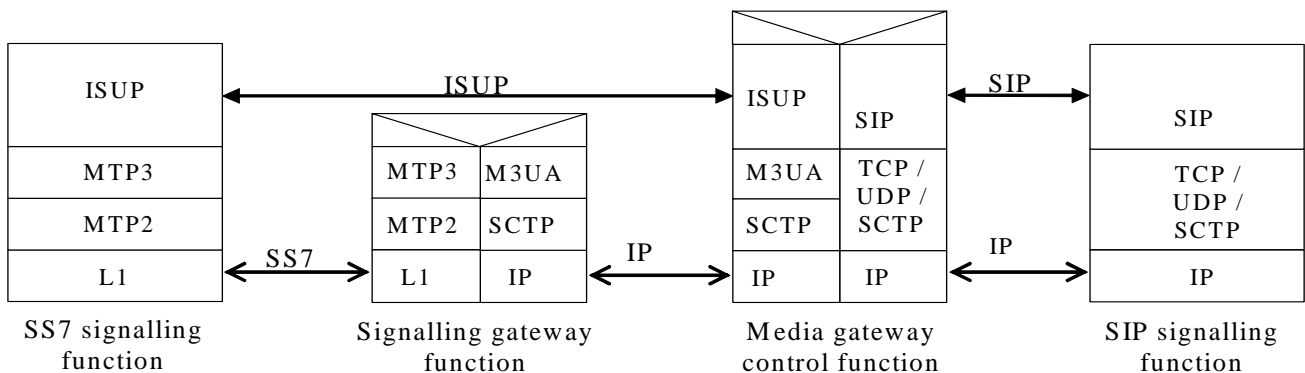 ISUP
MTP3
MTP2
L1
SS7 signalling
function
ISUP
SS7
MTP3 M3UA
MTP2 SCTP
L1 IP
Signalling gateway
function
IP
ISUP
SIP
M3UA
SCTP
TCP /
UDP /
SCTP
IP IP
Media gateway
control function
SIP
IP
SIP
TCP /
UDP /
SCTP
IP
SIP signalling
function